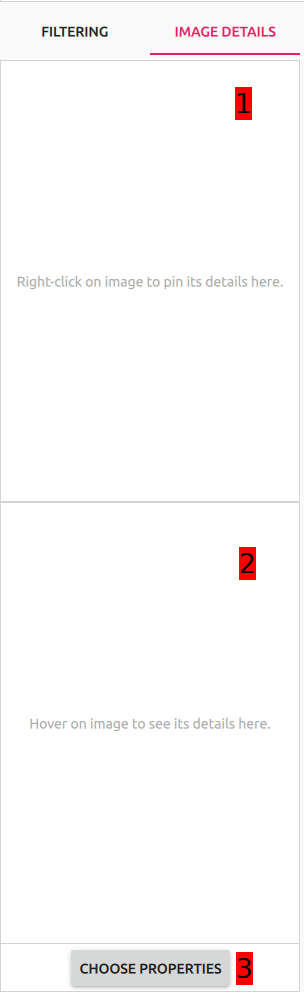 FILTERING IMAGE DETAILS
1
Right-click on image to pin its details here.
2
Hover on image to see its details here.
CHOOSE PROPERTIES 3